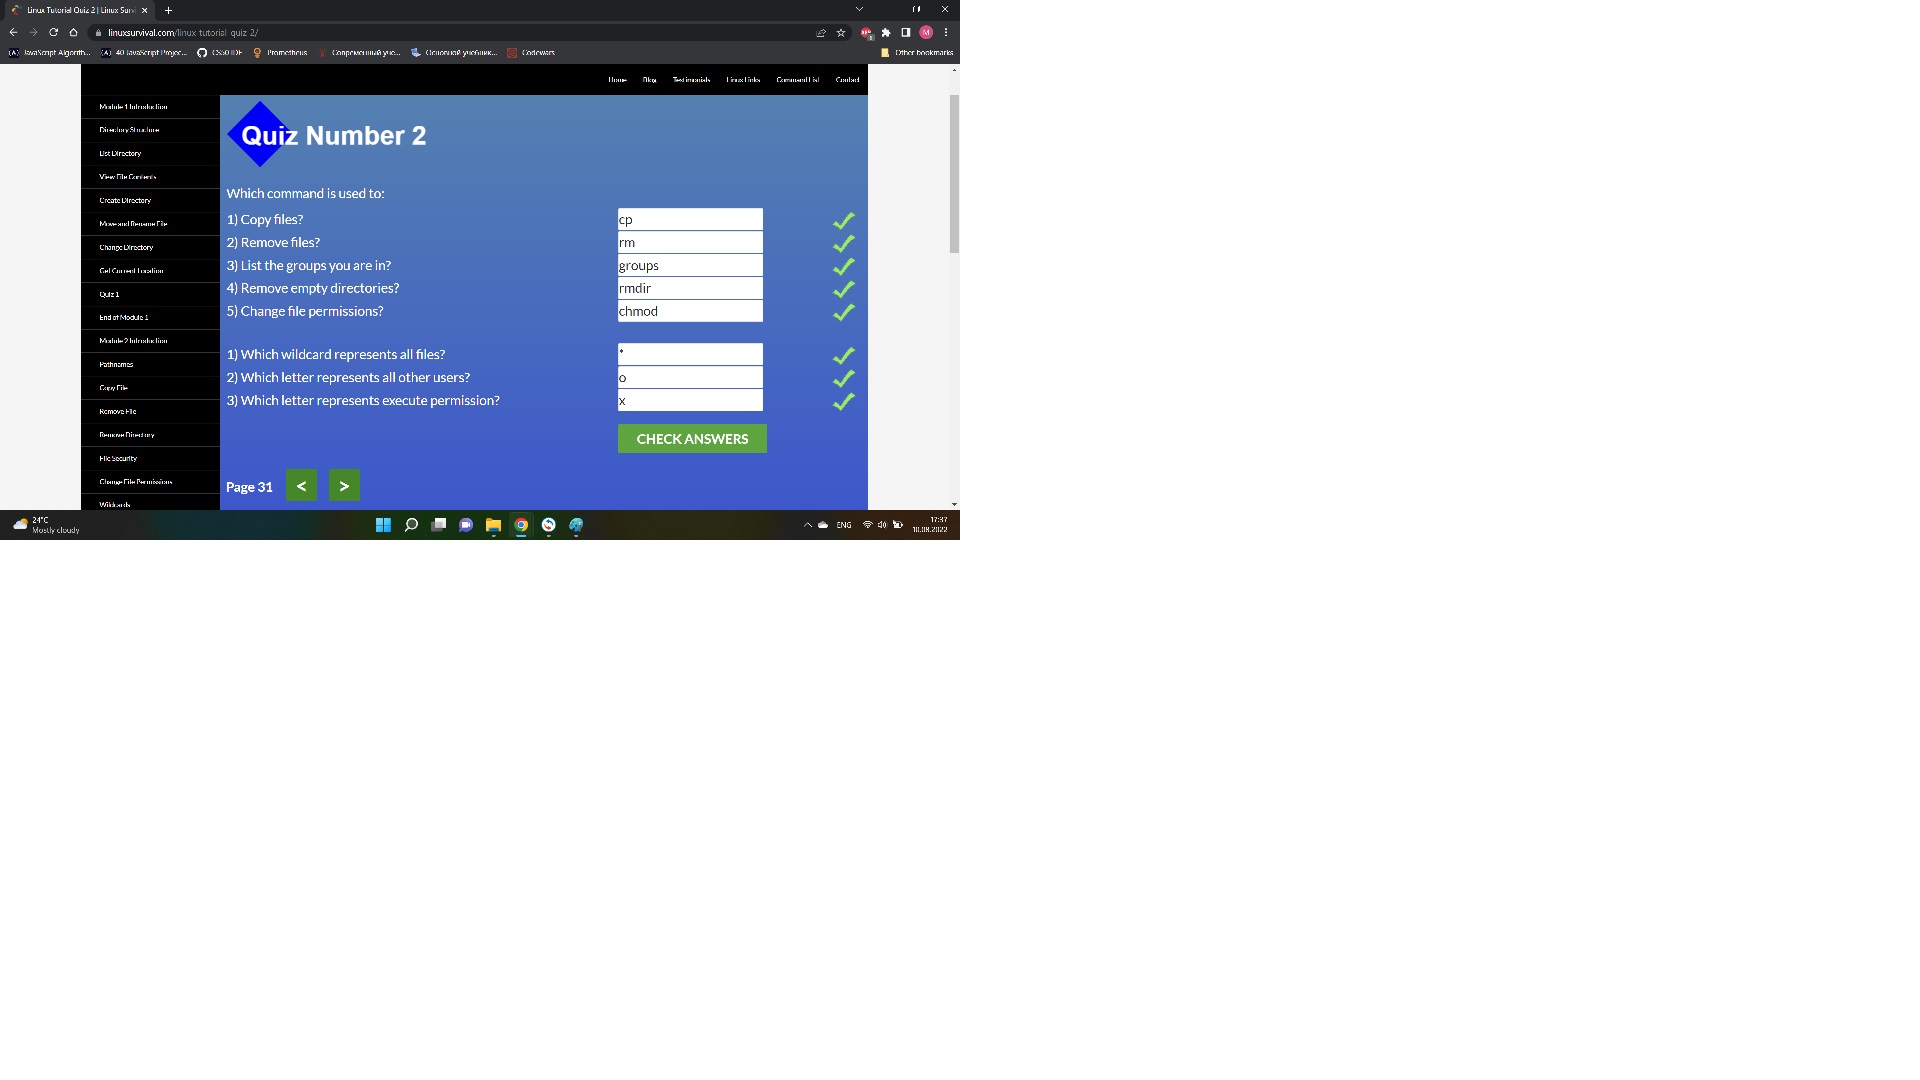 Linux Tutorial Quiz 2 | Linux Survi
linuxsurvival.com/linux-tutorial-quiz-2/
JavaScript Algorith... 40 JavaScript Projec... CS50 IDE Prometheus Современный уче... Основной учебник... Codewars Other bookmarks
Home Blog Testimonials Linux Links Command List Contact
Module 1 Introduction
Directory Structure
List Directory
View File Contents
Create Directory
Move and Rename File
Change Directory
Get Current Location
Quiz 1
End of Module 1
Module 2 Introduction
Pathnames
Copy File
Remove File
Remove Directory
File Security
Change File Permissions
Wildcards
Quiz Number 2
Which command is used to:
1) Copy files? cp
2) Remove files? rm
3) List the groups you are in? groups
4) Remove empty directories? rmdir
5) Change file permissions? chmod
1) Which wildcard represents all files? *
2) Which letter represents all other users? o
3) Which letter represents execute permission? x
CHECK ANSWERS
Page 31 < >
24°C
Mostly cloudy
ENG
17:37
10.08.2022